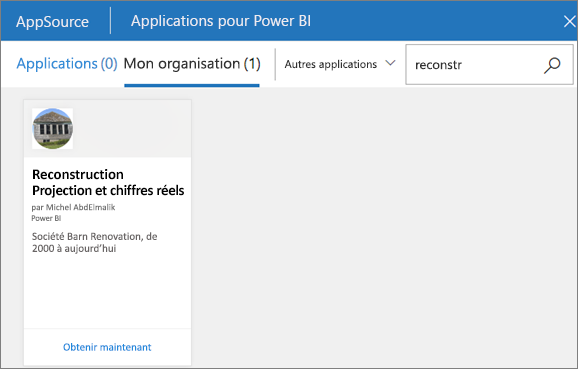 AppSource Applications pour Power BI
Applications (0) Mon organisation (1) Autres applications reconstr
Reconstruction
Projection et chiffres réels
par Michel AbdElmalik
Power BI
Société Barn Renovation, de
2000 à aujourd’hui
Obtenir maintenant